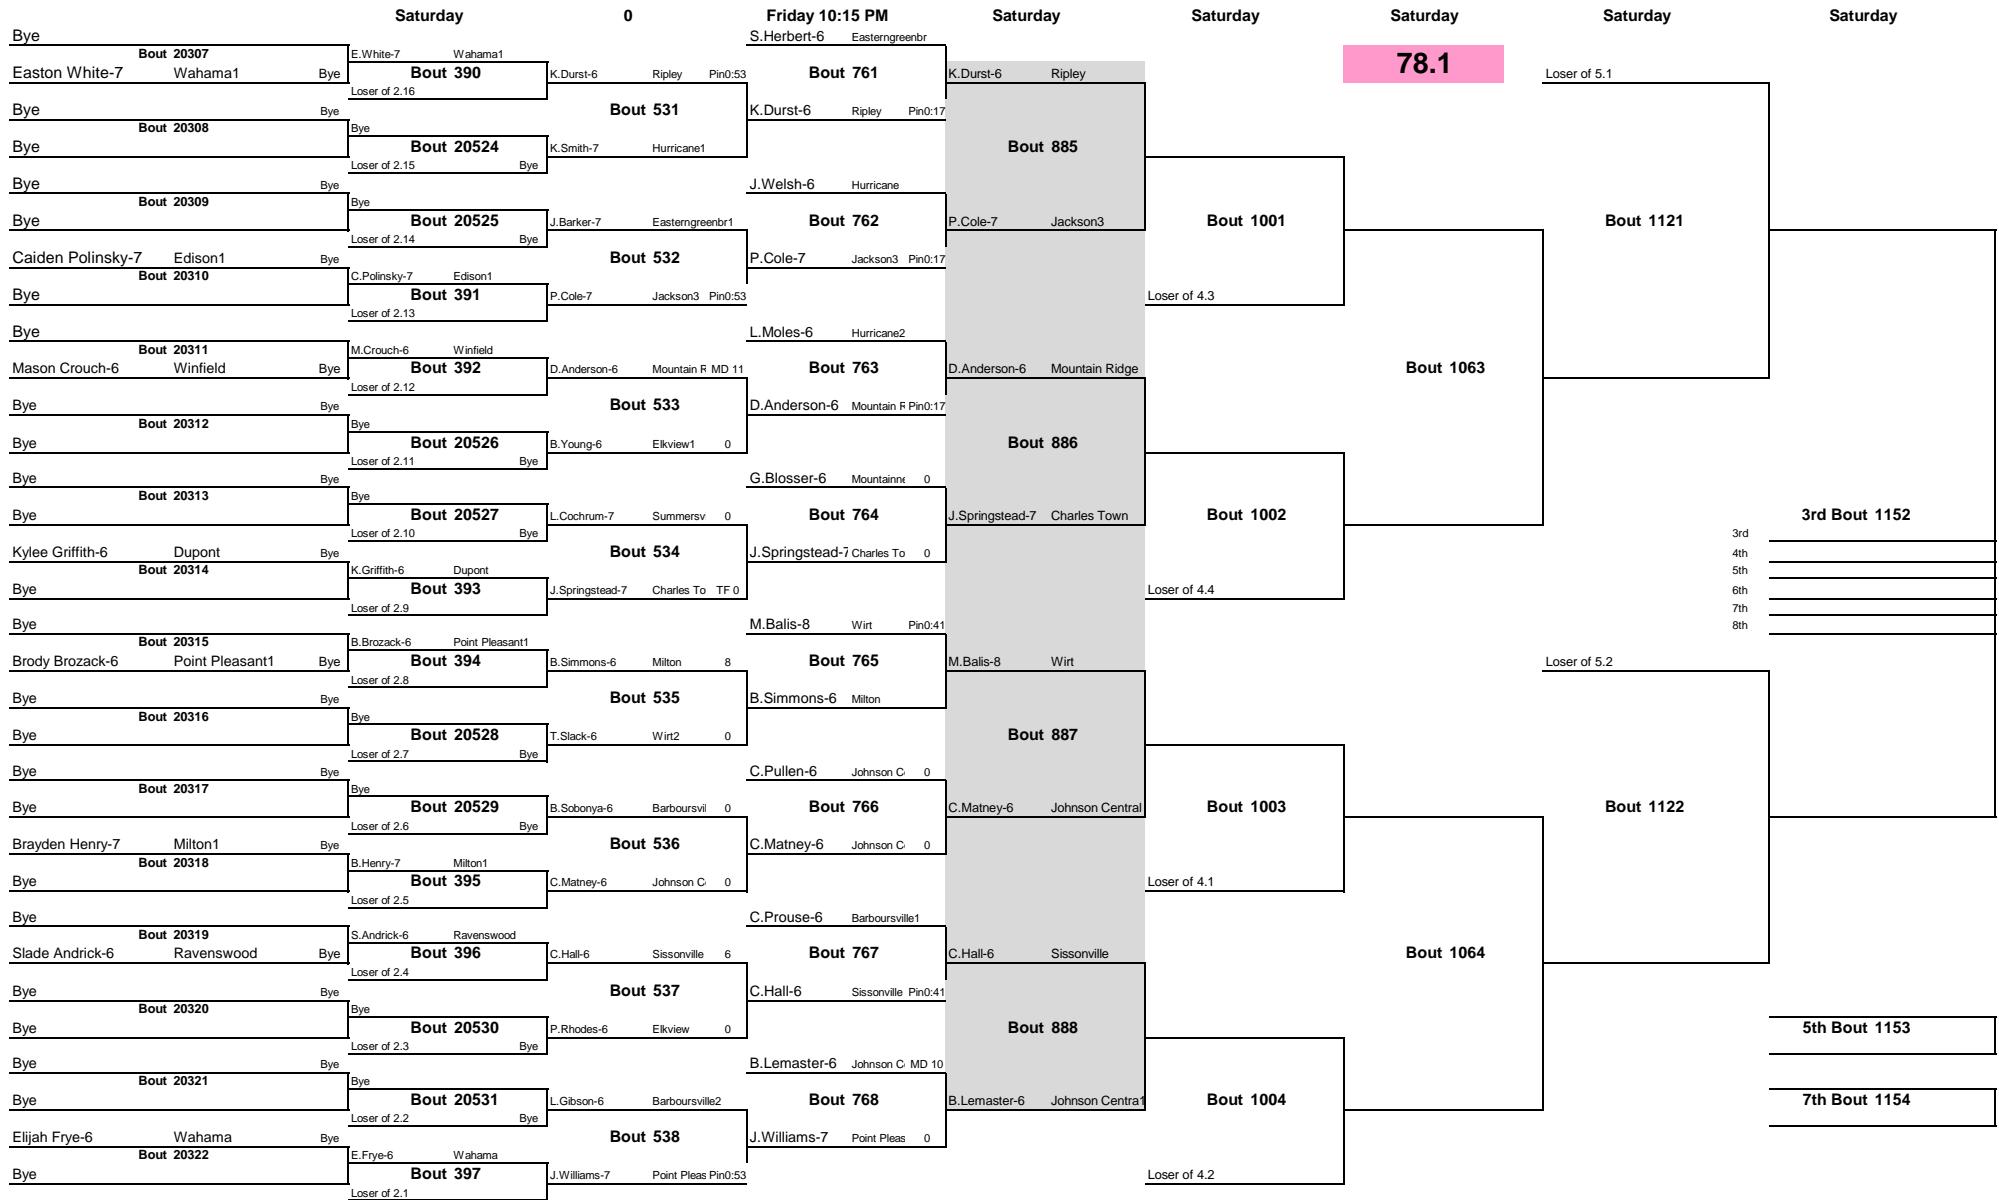 Saturday 0 Friday 10:15 PM Saturday Saturday Saturday Saturday Saturday
78.1
Bye
Bout 20307
Easton White-7 Wahama1 Bye
Bye Bye
Bout 20308
Bye
Bye Bye
Bout 20309
Bye
Caiden Polinsky-7 Edison1 Bye
Bout 20310
Bye
Bye
Bout 20311
Mason Crouch-6 Winfield Bye
Bye Bye
Bout 20312
Bye
Bye Bye
Bout 20313
Bye
Kylee Griffith-6 Dupont Bye
Bout 20314
Bye
Bye
Bout 20315
Brody Brozack-6 Point Pleasant1 Bye
Bye Bye
Bout 20316
Bye
Bye Bye
Bout 20317
Bye
Brayden Henry-7 Milton1 Bye
Bout 20318
Bye
Bye
Bout 20319
Slade Andrick-6 Ravenswood Bye
Bye Bye
Bout 20320
Bye
Bye Bye
Bout 20321
Bye
Elijah Frye-6 Wahama Bye
Bout 20322
Bye
E.White-7 Wahama1
Bout 390
Loser of 2.16
Bye
Bout 20524
Loser of 2.15 Bye
Bye
Bout 20525
Loser of 2.14 Bye
C.Polinsky-7 Edison1
Bout 391
Loser of 2.13
M.Crouch-6 Winfield
Bout 392
Loser of 2.12
Bye
Bout 20526
Loser of 2.11 Bye
Bye
Bout 20527
Loser of 2.10 Bye
K.Griffith-6 Dupont
Bout 393
Loser of 2.9
B.Brozack-6 Point Pleasant1
Bout 394
Loser of 2.8
Bye
Bout 20528
Loser of 2.7 Bye
Bye
Bout 20529
Loser of 2.6 Bye
B.Henry-7 Milton1
Bout 395
Loser of 2.5
S.Andrick-6 Ravenswood
Bout 396
Loser of 2.4
Bye
Bout 20530
Loser of 2.3 Bye
Bye
Bout 20531
Loser of 2.2 Bye
E.Frye-6 Wahama
Bout 397
Loser of 2.1
K.Durst-6 Ripley Pin0:53
Bout 531
K.Smith-7 Hurricane1
J.Barker-7 Easterngreenbr1
Bout 532
P.Cole-7 Jackson3 Pin0:53
D.Anderson-6 Mountain R MD 11
Bout 533
B.Young-6 Elkview1 0
L.Cochrum-7 Summersv 0
Bout 534
J.Springstead-7 Charles To TF 0
B.Simmons-6 Milton 8
Bout 535
T.Slack-6 Wirt2 0
B.Sobonya-6 Barboursvil 0
Bout 536
C.Matney-6 Johnson C 0
C.Hall-6 Sissonville 6
Bout 537
P.Rhodes-6 Elkview 0
L.Gibson-6 Barboursville2
Bout 538
J.Williams-7 Point Pleas Pin0:53
S.Herbert-6 Easterngreenbr
Bout 761
K.Durst-6 Ripley Pin0:17
J.Welsh-6 Hurricane
Bout 762
P.Cole-7 Jackson3 Pin0:17
L.Moles-6 Hurricane2
Bout 763
D.Anderson-6 Mountain R Pin0:17
G.Blosser-6 Mountainne 0
Bout 764
J.Springstead-7 Charles To 0
M.Balis-8 Wirt Pin0:41
Bout 765
B.Simmons-6 Milton
C.Pullen-6 Johnson C 0
Bout 766
C.Matney-6 Johnson C 0
C.Prouse-6 Barboursville1
Bout 767
C.Hall-6 Sissonville Pin0:41
B.Lemaster-6 Johnson C MD 10
Bout 768
J.Williams-7 Point Pleas 0
K.Durst-6 Ripley
Bout 885
P.Cole-7 Jackson3
D.Anderson-6 Mountain Ridge
Bout 886
J.Springstead-7 Charles Town
M.Balis-8 Wirt
Bout 887
C.Matney-6 Johnson Central
C.Hall-6 Sissonville
Bout 888
B.Lemaster-6 Johnson Central1
Bout 1001
Loser of 4.3
Bout 1002
Loser of 4.4
Bout 1003
Loser of 4.1
Bout 1004
Loser of 4.2
Bout 1063
Bout 1064
Loser of 5.1
Bout 1121
Loser of 5.2
Bout 1122
3rd Bout 1152
3rd
4th
5th
6th
7th
8th
5th Bout 1153
7th Bout 1154